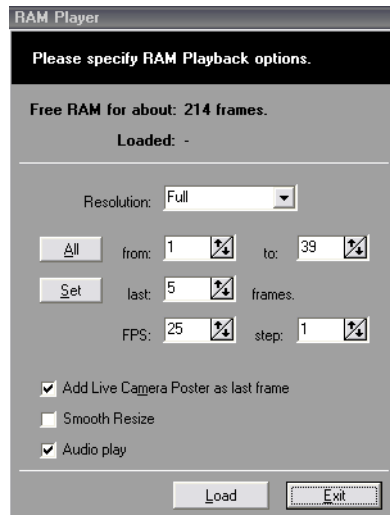 RAM Player
Please specify RAM Playback options.
Free RAM for about: 214 frames.
Loaded: -
Resolution: Full
All from: 1 to: 39
Set last: 5 frames.
FPS: 25 step: 1
Add Live Camera Poster as last frame
Smooth Resize
Audio play
Load Exit